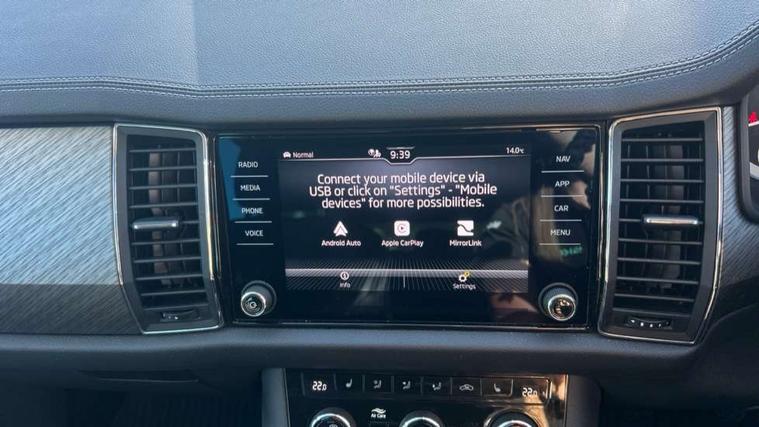 Normal
9:39
14.0°C
RADIO
MEDIA
PHONE
VOICE
Connect your mobile device via
USB or click on "Settings" - "Mobile
devices" for more possibilities.
Android Auto
Apple CarPlay
MirrorLink
Info
Settings
NAV
APP
CAR
MENU
22.0
22.0
Air Care